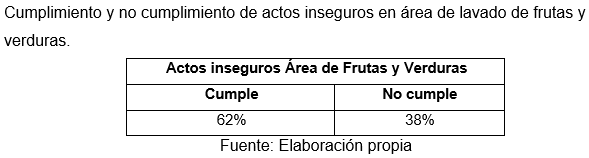 Cumplimiento y no cumplimiento de actos inseguros en área de lavado de frutas y
verduras.
Actos inseguros Área de Frutas y Verduras
Cumple No cumple
62% 38%
Fuente: Elaboración propia